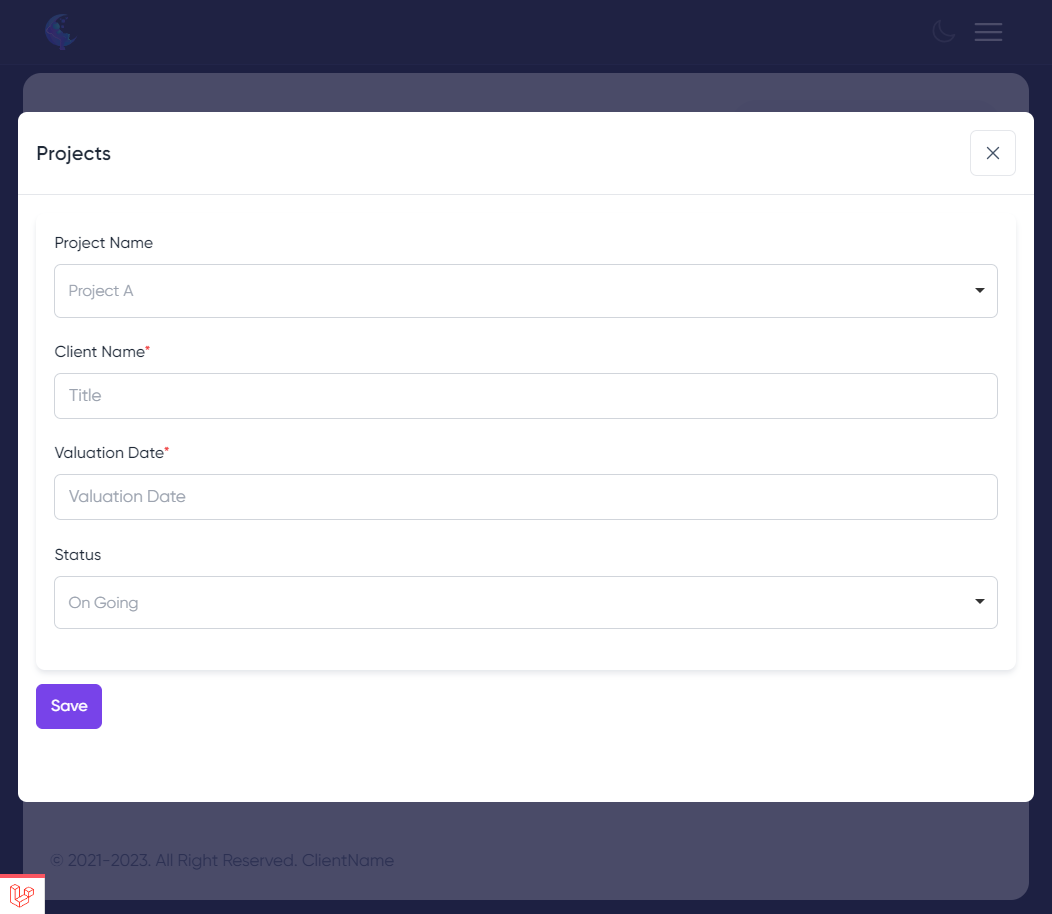 Projects
Project Name
Project A
Client Name*
Title
Valuation Date*
Valuation Date
Status
On Going
Save
© 2021-2023. All Right Reserved. ClientName